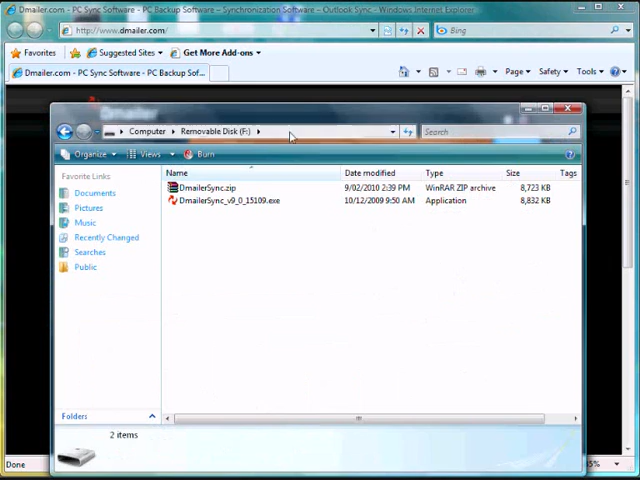 Dmailer.com - PC Sync Software - PC Backup Software – Synchronization Software – Outlook Sync - Windows Internet Explorer
http://www.dmailer.com/
Bing
Favorites
Suggested Sites
Get More Add-ons
Dmailer.com - PC Sync Software - PC Backup Sof...
Page
Safety
Tools
Dmailer
Computer
Removable Disk (F:)
Search
Organize
Views
Burn
Favorite Links
Name
Date modified
Type
Size
Tags
Documents
DmailerSync.zip
9/02/2010 2:39 PM
WinRAR ZIP archive
8,723 KB
DmailerSync_v9_0_15109.exe
10/12/2009 9:50 AM
Application
8,832 KB
Pictures
Music
Recently Changed
Searches
Public
Folders
2 items
Done